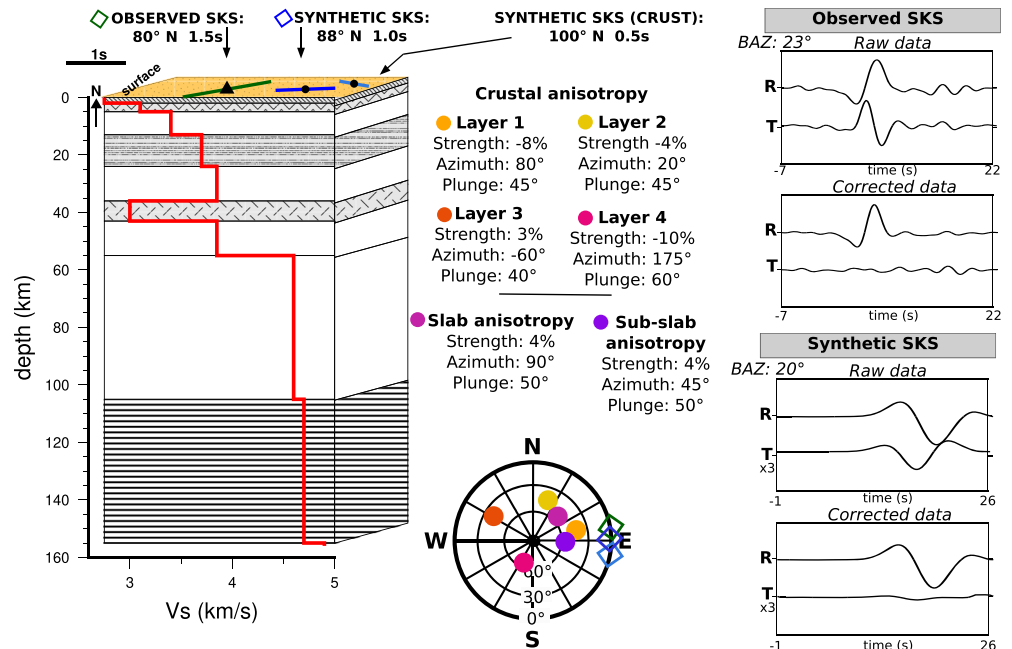 OBSERVED SKS:
80° N 1.5s
SYNTHETIC SKS:
88° N 1.0s
SYNTHETIC SKS (CRUST):
100° N 0.5s
1s
N
surface
0
20
40
60
80
100
120
140
160
depth (km)
3
4
5
Vs (km/s)
Crustal anisotropy
Layer 1
Strength: -8%
Azimuth: 80°
Plunge: 45°
Layer 2
Strength -4%
Azimuth: 20°
Plunge: 45°
Layer 3
Strength: 3%
Azimuth: -60°
Plunge: 40°
Layer 4
Strength: -10%
Azimuth: 175°
Plunge: 60°
Slab anisotropy
Strength: 4%
Azimuth: 90°
Plunge: 50°
Sub-slab
anisotropy
Strength: 4%
Azimuth: 45°
Plunge: 50°
N
W
E
60°
30°
0°
S
Observed SKS
BAZ: 23°
Raw data
R
T
-7
time (s)
22
Corrected data
R
T
-7
time (s)
22
Synthetic SKS
BAZ: 20°
Raw data
R
T
x3
-1
time (s)
26
Corrected data
R
T
x3
-1
time (s)
26